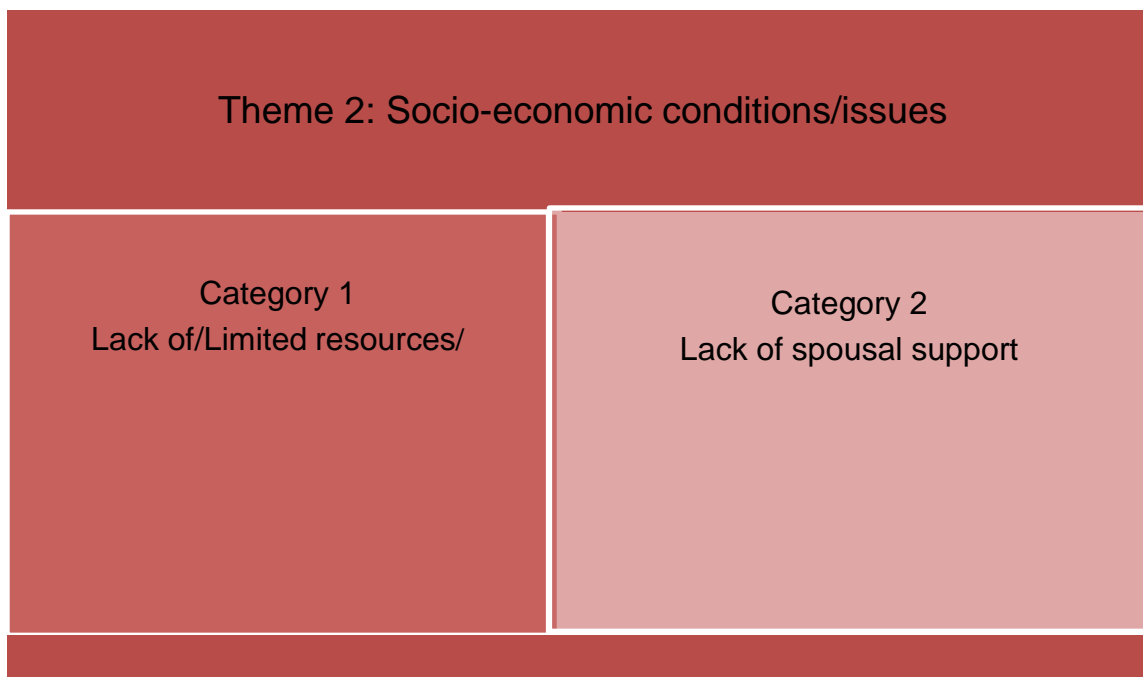 Theme 2: Socio-economic conditions/issues
Category 1
Lack of/Limited resources/
Category 2
Lack of spousal support